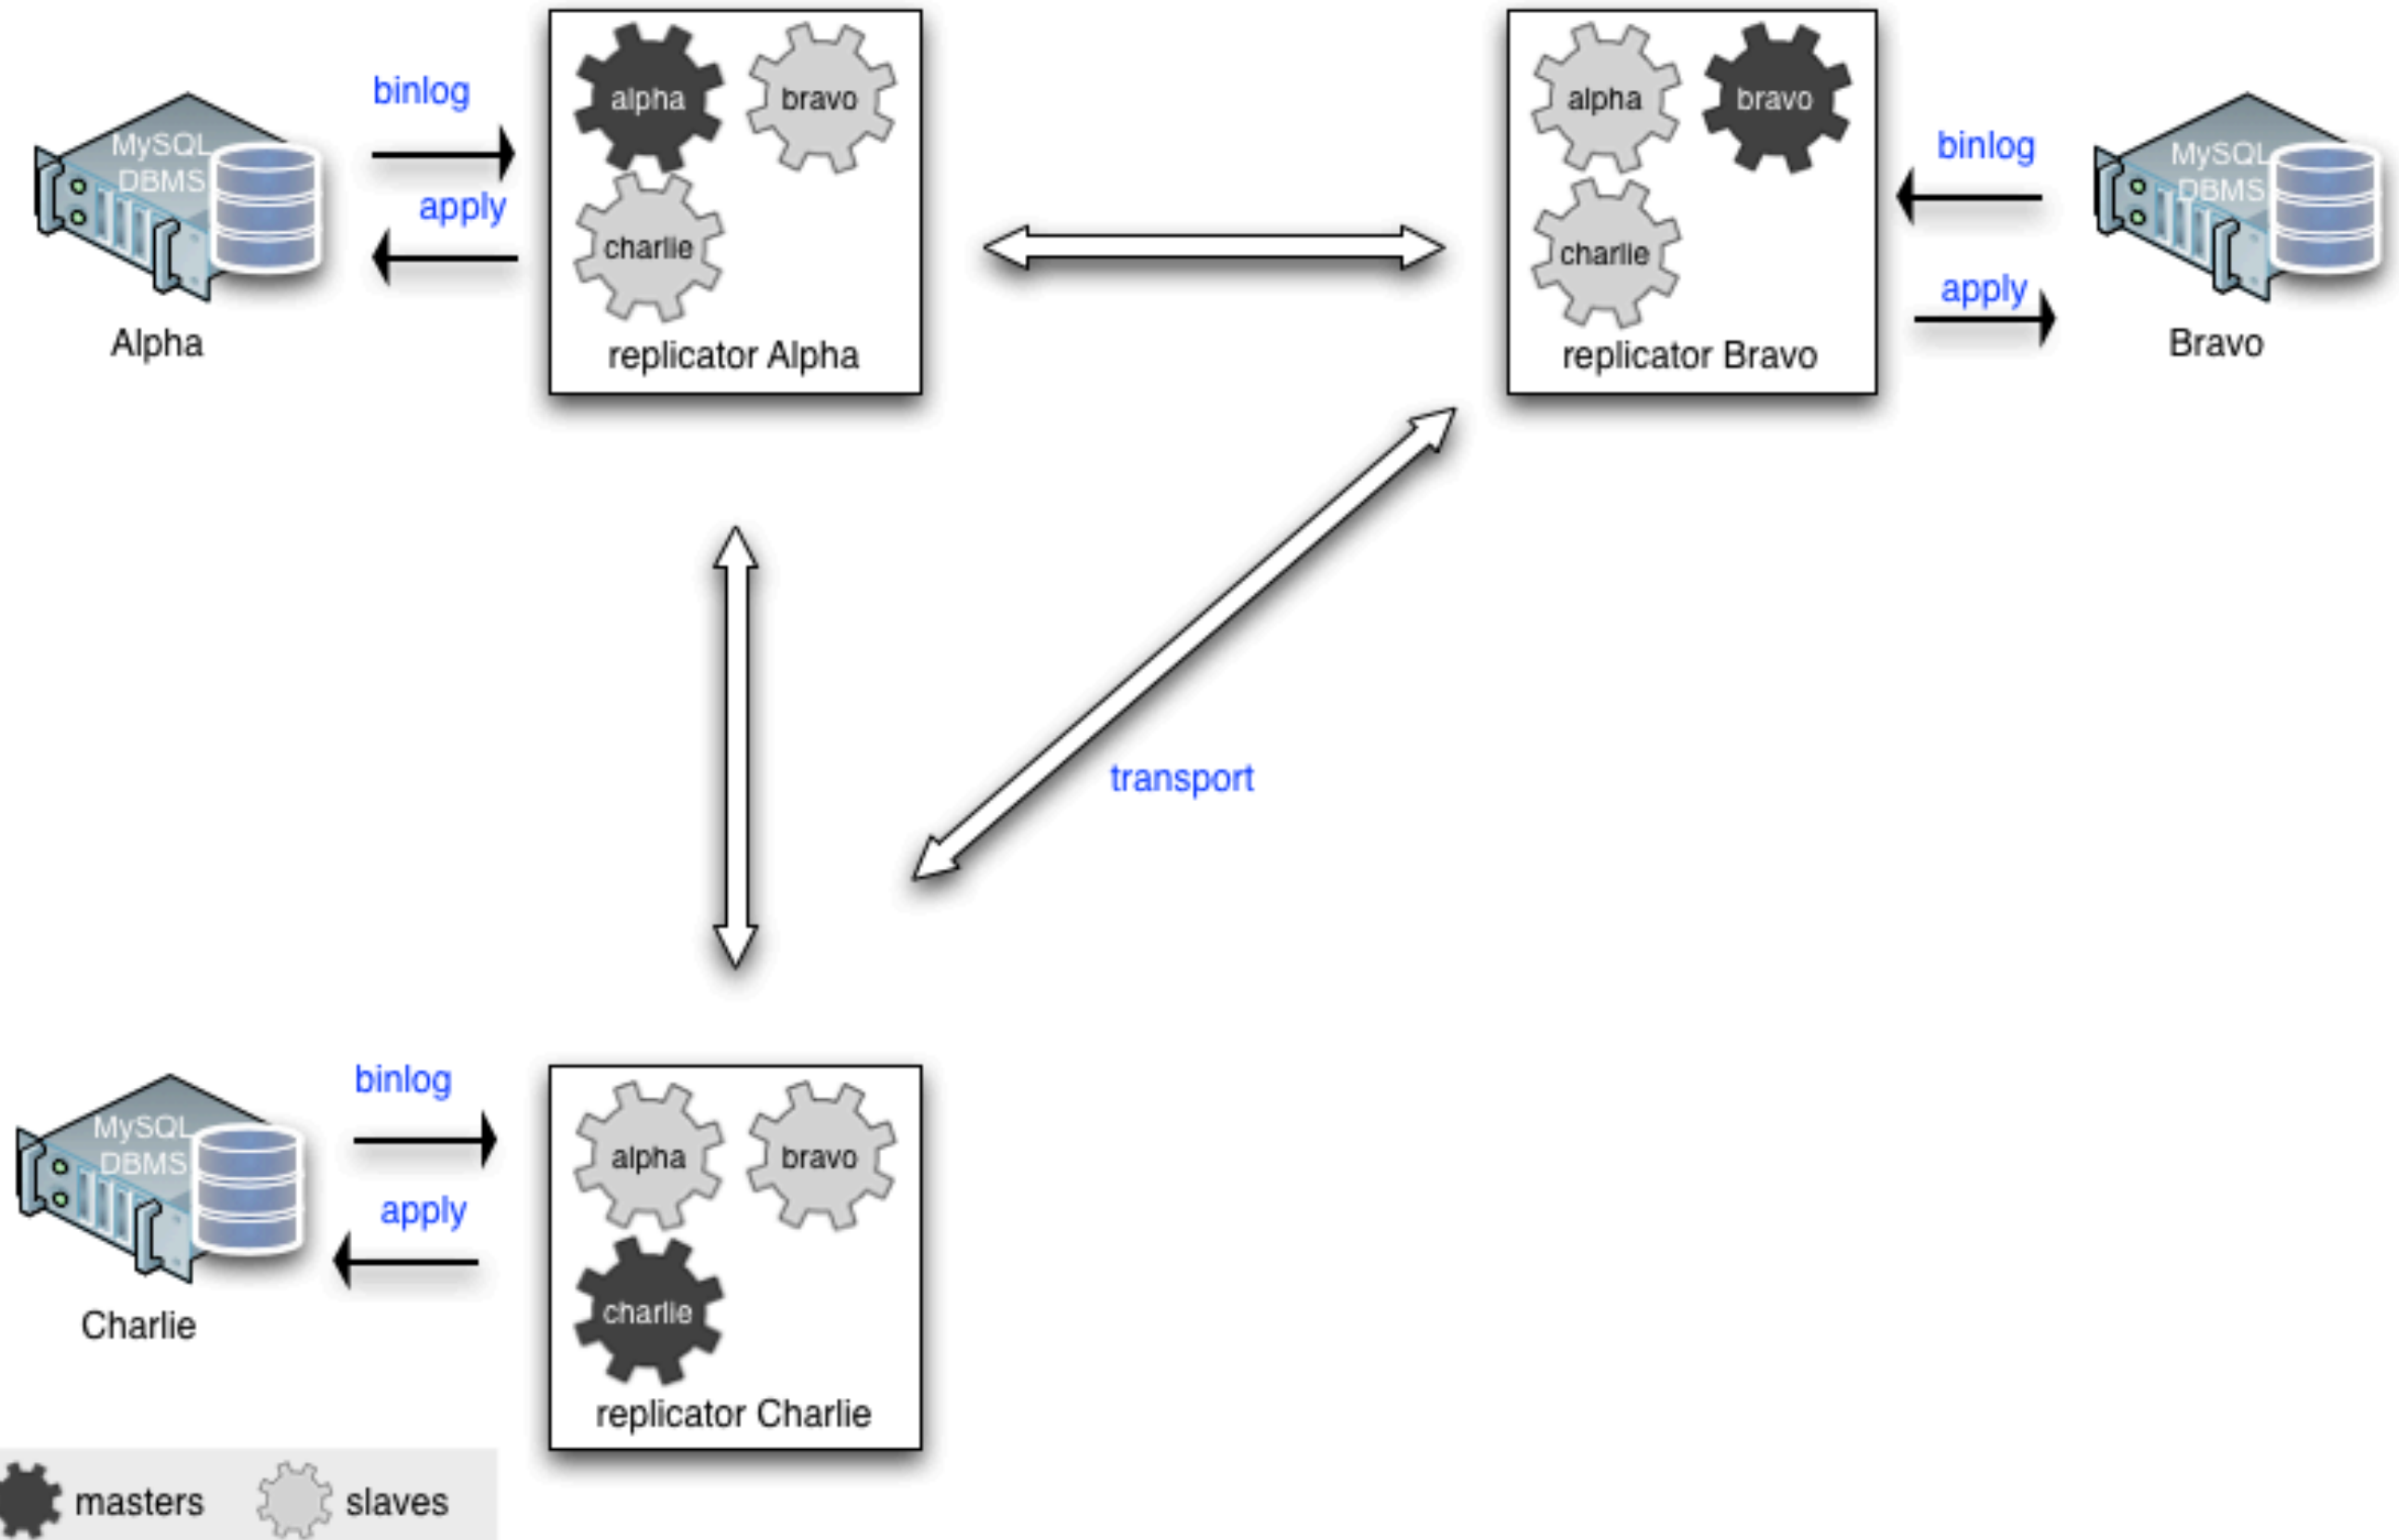 binlog
apply
MySQL
DBMS
Alpha
alpha
bravo
charlie
replicator Alpha
alpha
bravo
charlie
replicator Bravo
binlog
apply
MySQL
DBMS
Bravo
transport
binlog
apply
MySQL
DBMS
Charlie
alpha
bravo
charlie
replicator Charlie
masters
slaves